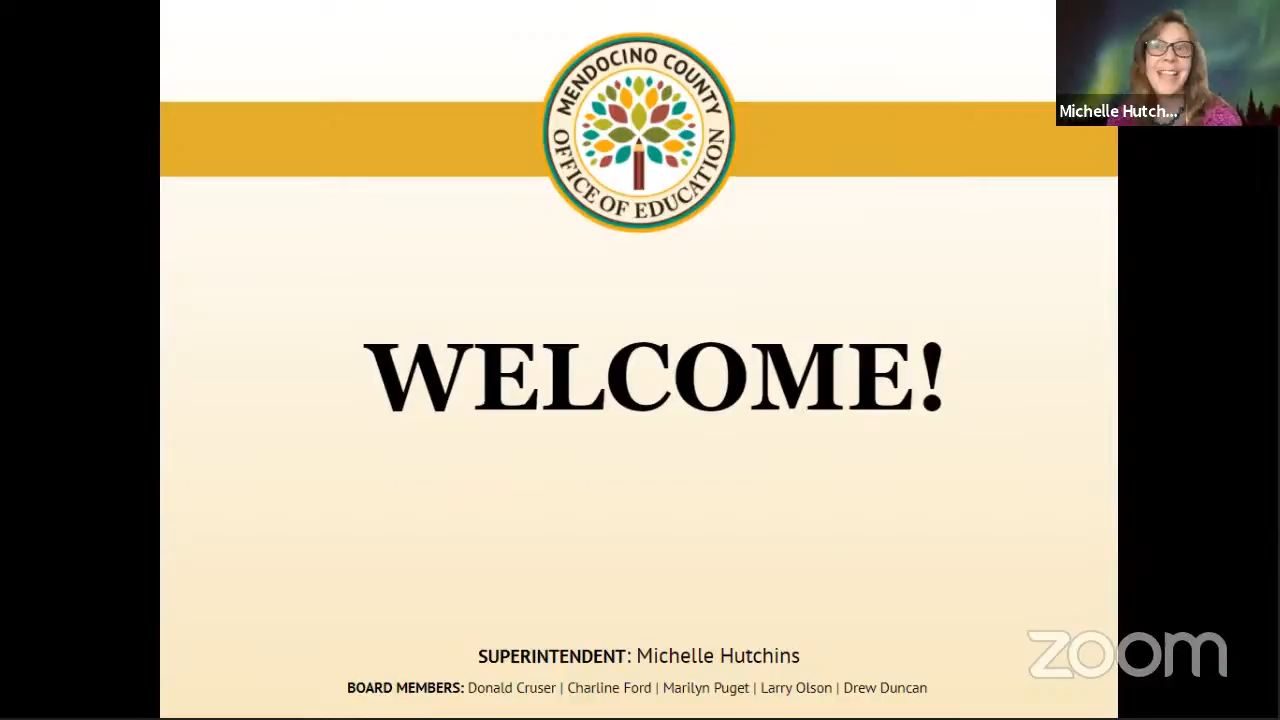 MENDOCINO COUNTY
OFFICE OF EDUCATION
Michelle Hutch...
WELCOME!
SUPERINTENDENT: Michelle Hutchins
BOARD MEMBERS: Donald Cruser | Charline Ford | Marilyn Puget | Larry Olson | Drew Duncan
zoom